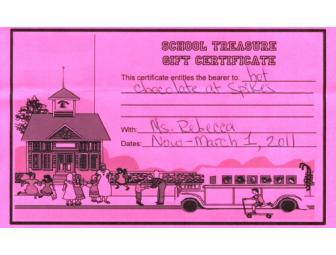 SCHOOL TREASURE
GIFT CERTIFICATE
This certificate entitles the bearer to: hot
chocolate at Spikes
With: Ms. Rebecca
Dates: Now-March 1, 2011